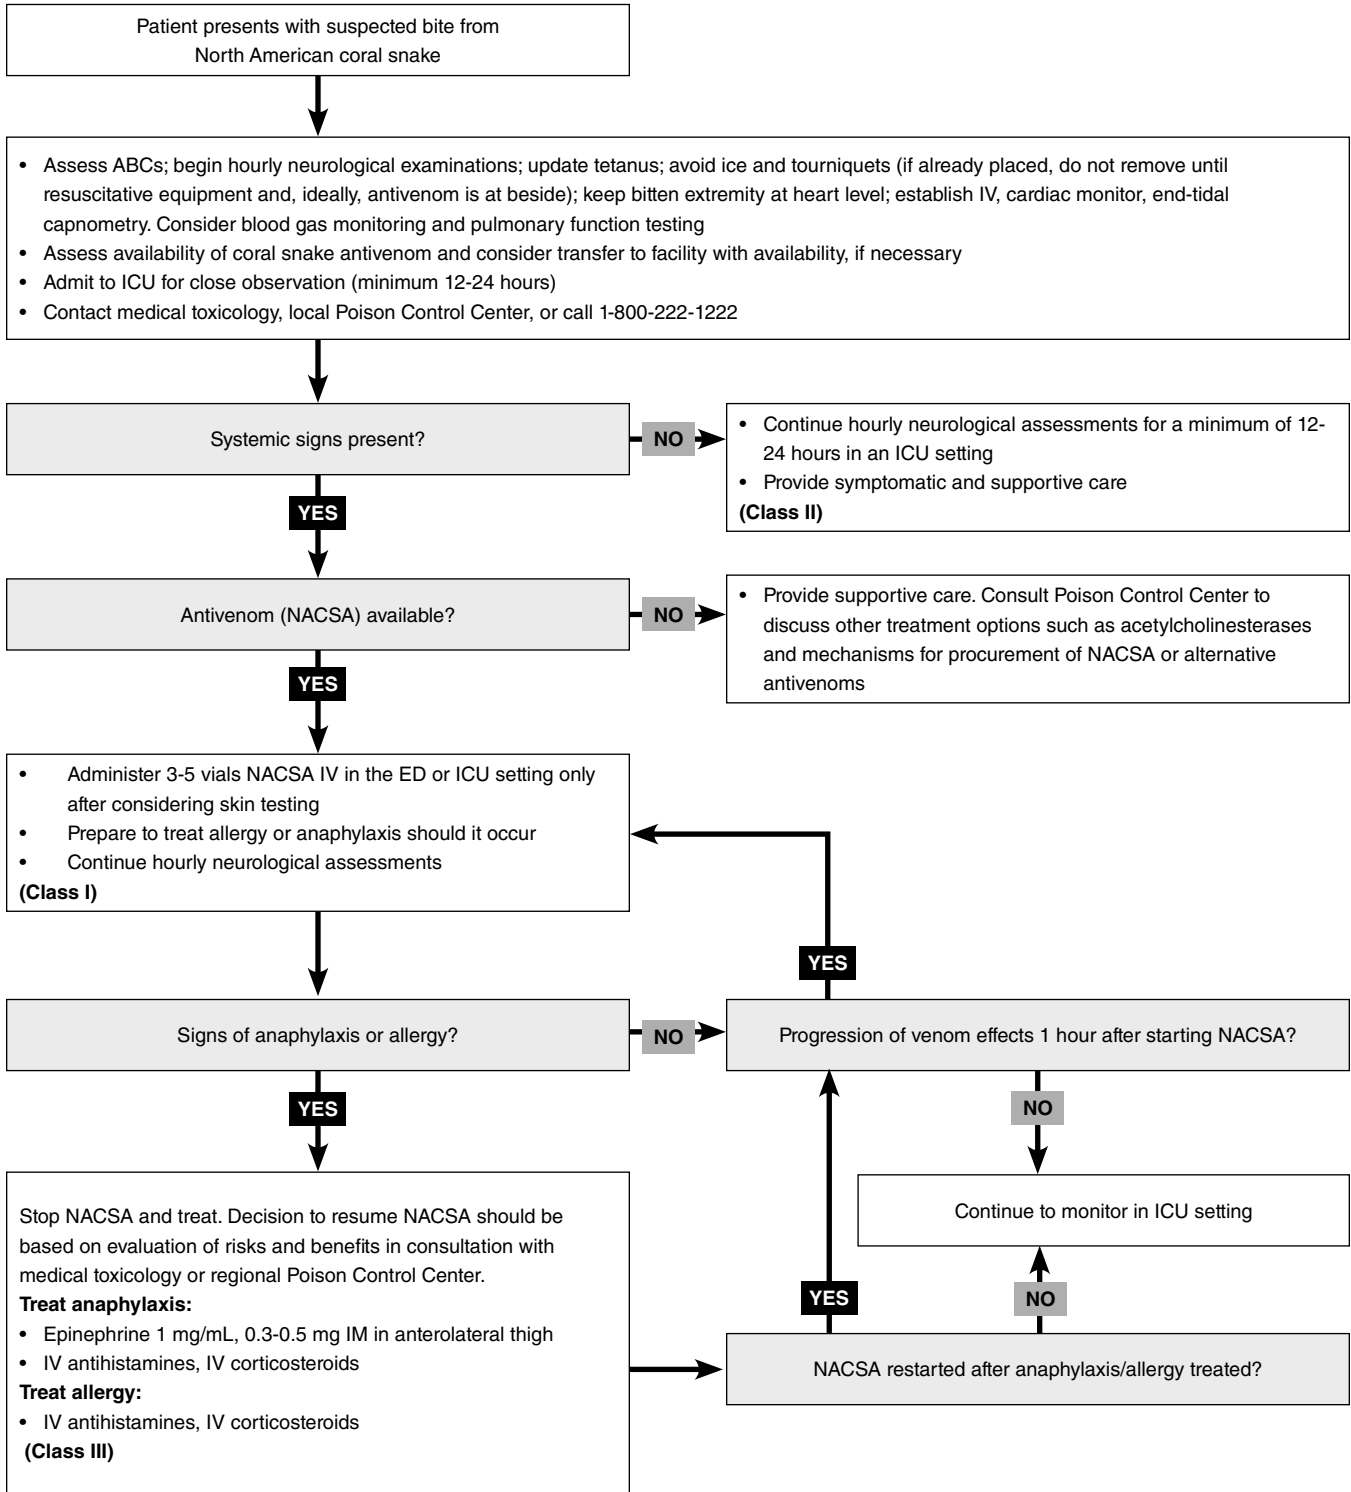 Patient presents with suspected bite from
North American coral snake
• Assess ABCs; begin hourly neurological examinations; update tetanus; avoid ice and tourniquets (if already placed, do not remove until
resuscitative equipment and, ideally, antivenom is at beside); keep bitten extremity at heart level; establish IV, cardiac monitor, end-tidal
capnometry. Consider blood gas monitoring and pulmonary function testing
• Assess availability of coral snake antivenom and consider transfer to facility with availability, if necessary
• Admit to ICU for close observation (minimum 12-24 hours)
• Contact medical toxicology, local Poison Control Center, or call 1-800-222-1222
Systemic signs present?
NO
• Continue hourly neurological assessments for a minimum of 12-
24 hours in an ICU setting
• Provide symptomatic and supportive care
(Class II)
YES
Antivenom (NACSA) available?
NO
• Provide supportive care. Consult Poison Control Center to
discuss other treatment options such as acetylcholinesterases
and mechanisms for procurement of NACSA or alternative
antivenoms
YES
• Administer 3-5 vials NACSA IV in the ED or ICU setting only
after considering skin testing
• Prepare to treat allergy or anaphylaxis should it occur
• Continue hourly neurological assessments
(Class I)
YES
Signs of anaphylaxis or allergy?
NO
Progression of venom effects 1 hour after starting NACSA?
YES
NO
Stop NACSA and treat. Decision to resume NACSA should be
based on evaluation of risks and benefits in consultation with
medical toxicology or regional Poison Control Center.
Treat anaphylaxis:
• Epinephrine 1 mg/mL, 0.3-0.5 mg IM in anterolateral thigh
• IV antihistamines, IV corticosteroids
Treat allergy:
• IV antihistamines, IV corticosteroids
(Class III)
Continue to monitor in ICU setting
YES
NO
NACSA restarted after anaphylaxis/allergy treated?